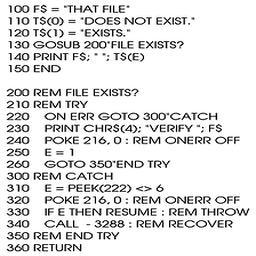 100 F$ = "THAT FILE"
110 T$(0) = "DOES NOT EXIST."
120 T$(1) = "EXISTS."
130 GOSUB 200"FILE EXISTS?
140 PRINT F$; " "; T$(E)
150 END
200 REM FILE EXISTS?
210 REM TRY
220 ON ERR GOTO 300"CATCH
230 PRINT CHR$(4); "VERIFY "; F$
240 POKE 216, 0 : REM ONERR OFF
250 E = 1
260 GOTO 350"END TRY
300 REM CATCH
310 E = PEEK(222) <> 6
320 POKE 216, 0 : REM ONERR OFF
330 IF E THEN RESUME : REM THROW
340 CALL - 3288 : REM RECOVER
350 REM END TRY
360 RETURN